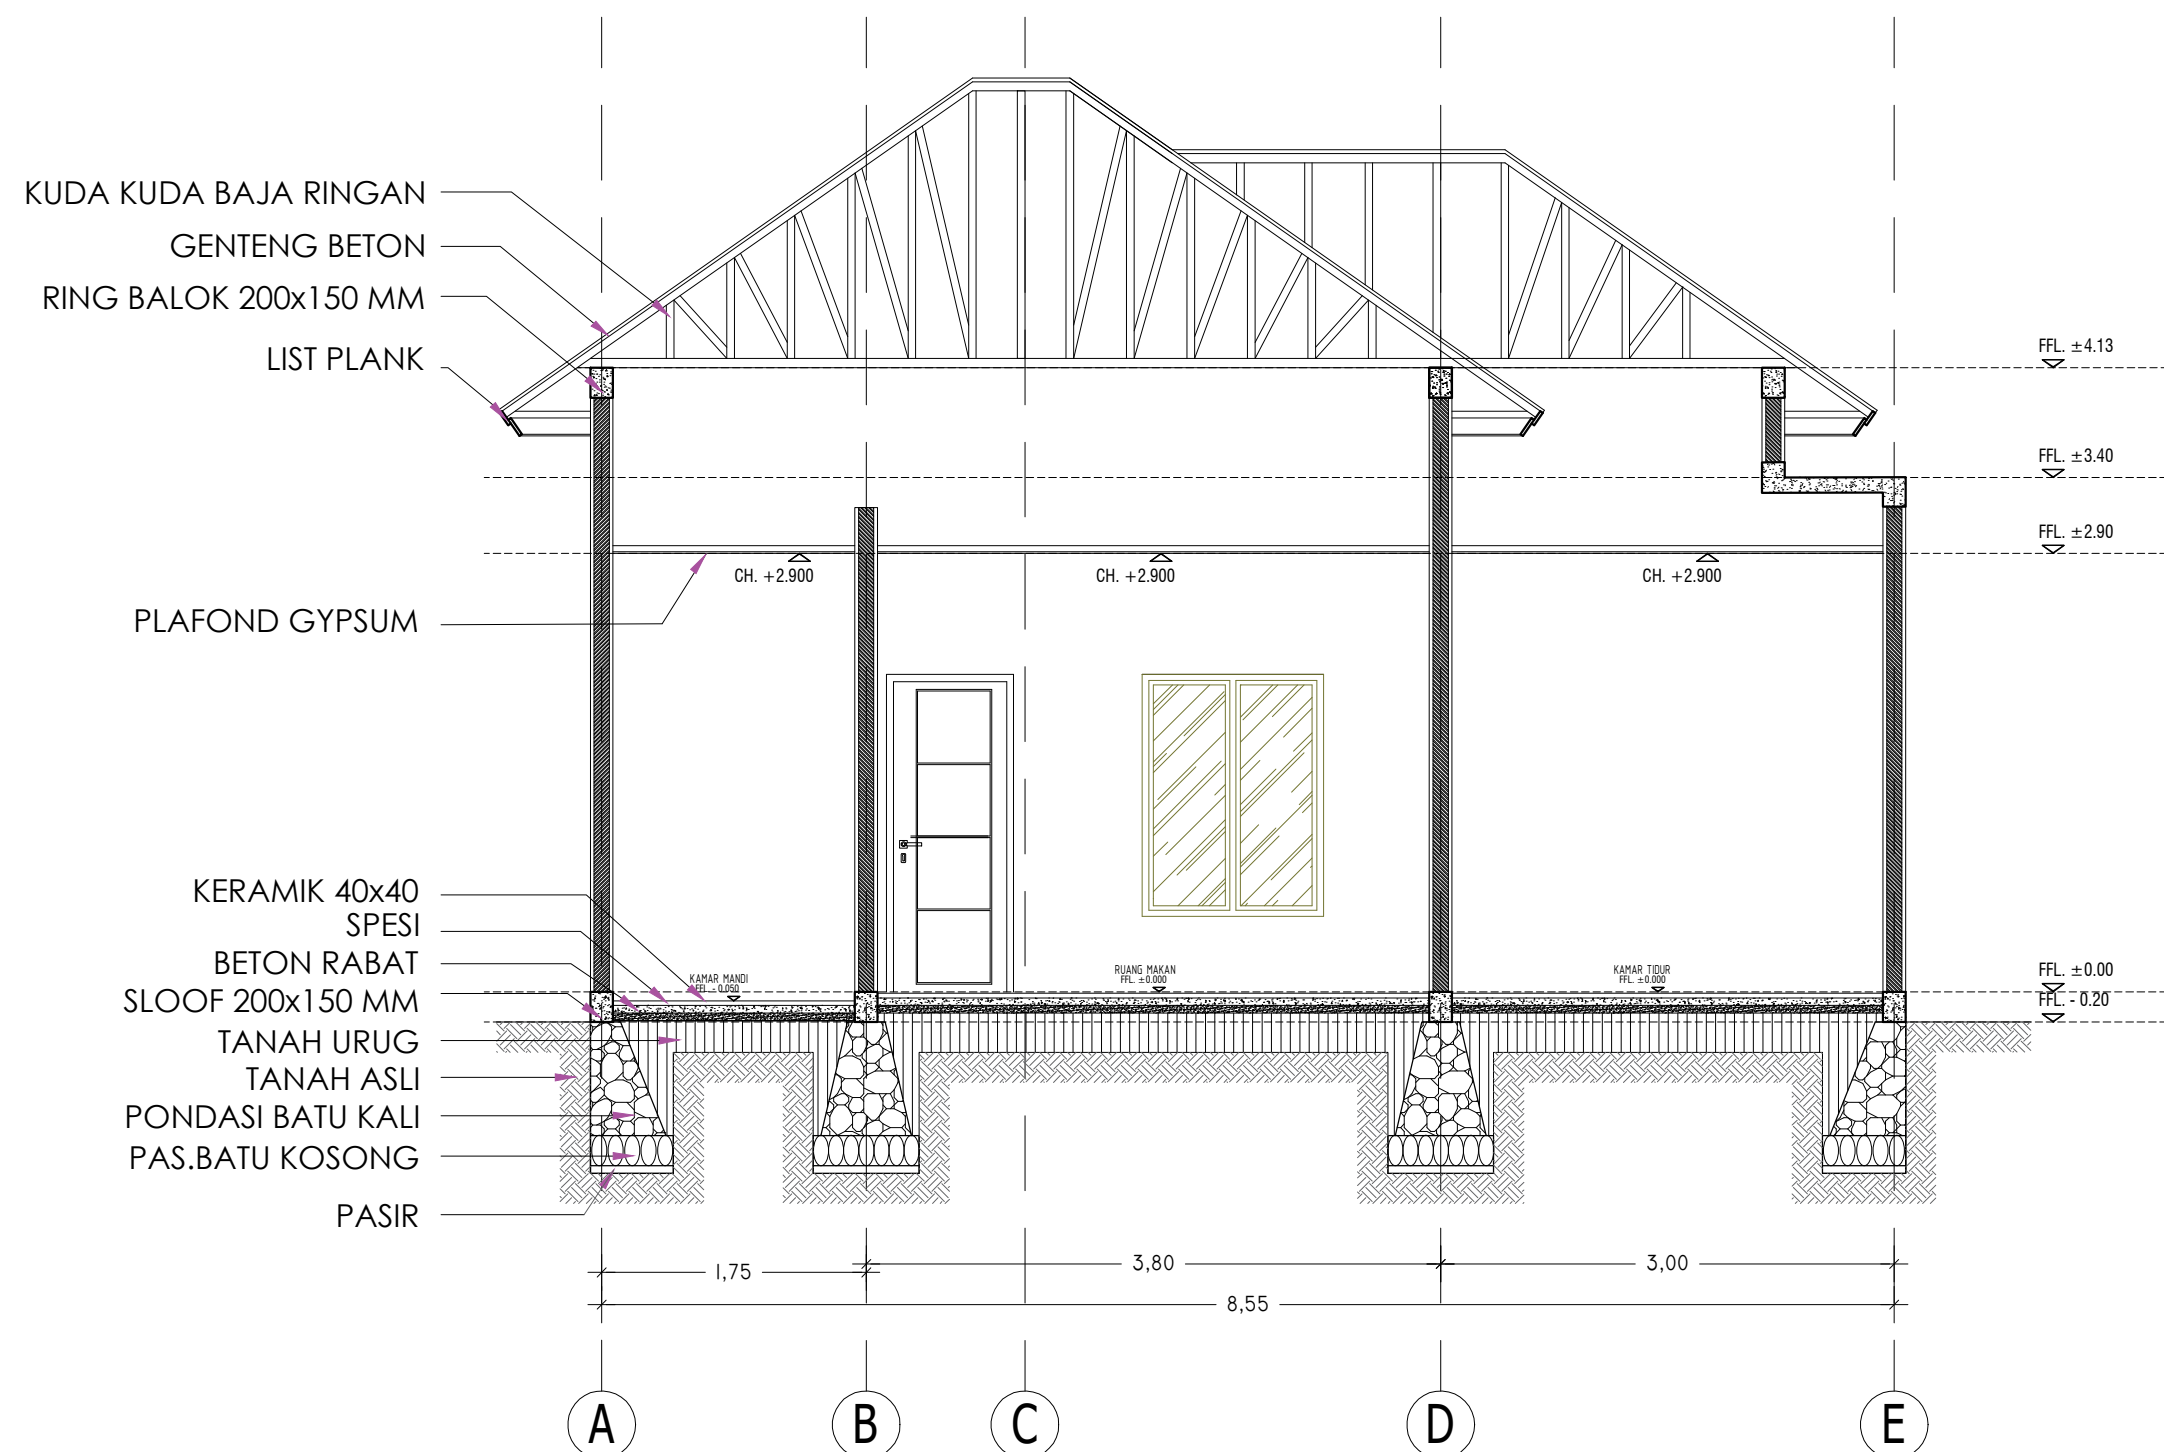 KUDA KUDA BAJA RINGAN
GENTENG BETON
RING BALOK 200x150 MM
LIST PLANK
FFL. ±4.13
FFL. ±3.40
FFL. ±2.90
CH. +2.900
CH. +2.900
CH. +2.900
PLAFOND GYPSUM
KERAMIK 40x40
SPESI
BETON RABAT
SLOOF 200x150 MM
TANAH URUG
TANAH ASLI
PONDASI BATU KALI
PAS.BATU KOSONG
PASIR
KAMAR MANDI
FFL. -0.050
RUANG MAKAN
FFL. ±0.000
KAMAR TIDUR
FFL. ±0.000
FFL. ±0.00
FFL. -0.20
1,75
3,80
3,00
8,55
A
B
C
D
E